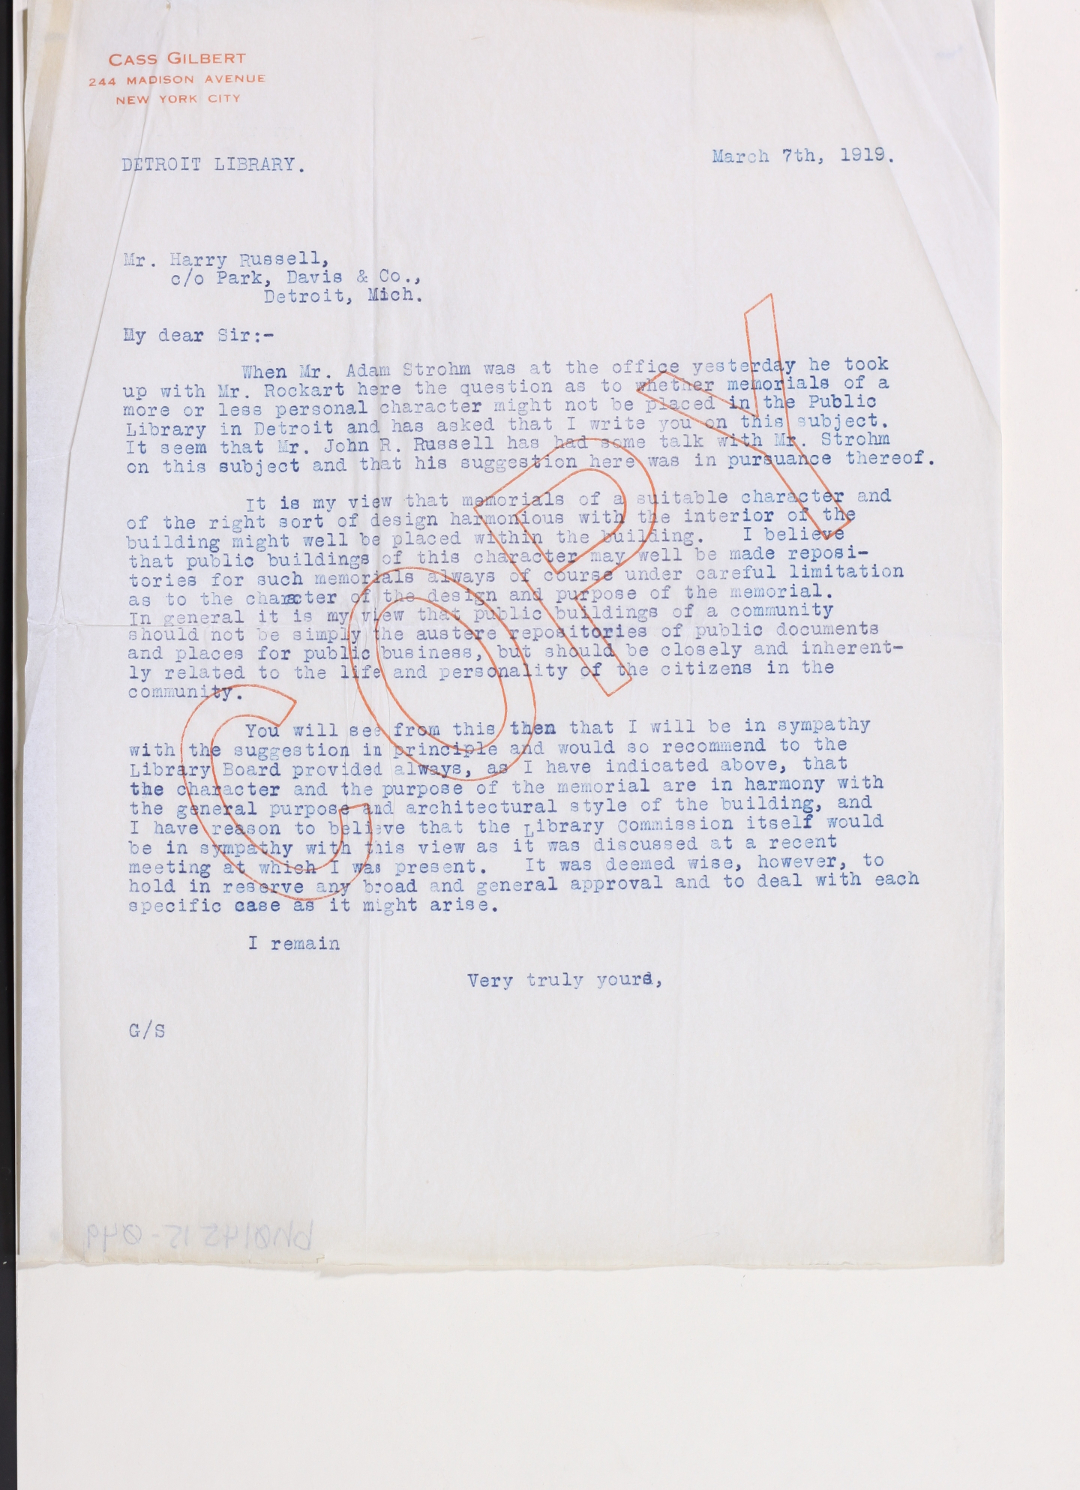 CASS GILBERT
244 MADISON AVENUE
NEW YORK CITY
DETROIT LIBRARY.
March 7th, 1919.
Mr. Harry Russell,
c/o Park, Davis & Co.,
Detroit, Mich.
My dear Sir:-
When Mr. Adam Strohm was at the office yesterday he took
up with Mr. Rockart here the question as to whether memorials of a
more or less personal character might not be placed in the Public
Library in Detroit and has asked that I write you on this subject.
It seem that Mr. John R. Russell has had some talk with Mr. Strohm
on this subject and that his suggestion here was in pursuance thereof.
It is my view that memorials of a suitable character and
of the right sort of design harmonious with the interior of the
building might well be placed within the building. I believe
that public buildings of this character may well be made reposi-
tories for such memorials always of course under careful limitation
as to the character of the design and purpose of the memorial.
In general it is my view that public buildings of a community
should not be simply the austere repositories of public documents
and places for public business, but should be closely and inherent-
ly related to the life and personality of the citizens in the
community.
You will see from this then that I will be in sympathy
with the suggestion in principle and would so recommend to the
Library Board provided always, as I have indicated above, that
the character and the purpose of the memorial are in harmony with
the general purpose and architectural style of the building, and
I have reason to believe that the Library Commission itself would
be in sympathy with this view as it was discussed at a recent
meeting at which I was present. It was deemed wise, however, to
hold in reserve any broad and general approval and to deal with each
specific case as it might arise.
I remain
Very truly yours,
G/S
COPY